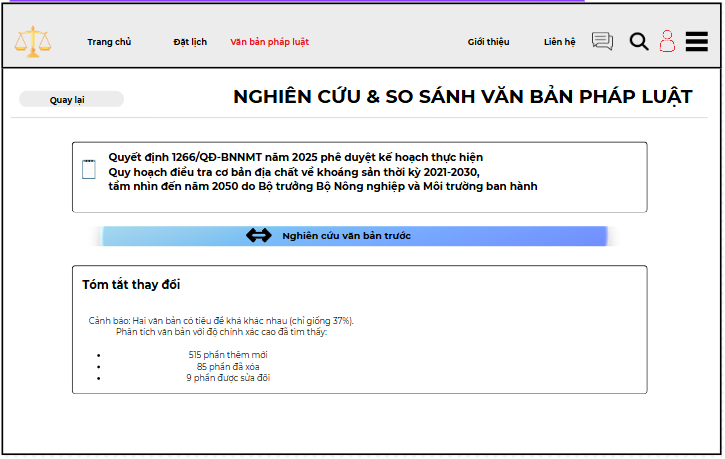 Trang chủ Đặt lịch Văn bản pháp luật Giới thiệu Liên hệ
Quay lại
NGHIÊN CỨU & SO SÁNH VĂN BẢN PHÁP LUẬT
Quyết định 1266/QĐ-BNNMT năm 2025 phê duyệt kế hoạch thực hiện
Quy hoạch điều tra cơ bản địa chất về khoáng sản thời kỳ 2021-2030,
tầm nhìn đến năm 2050 do Bộ trưởng Bộ Nông nghiệp và Môi trường ban hành
Nghiên cứu văn bản trước
Tóm tắt thay đổi
Cảnh báo: Hai văn bản có tiêu đề khá khác nhau (chỉ giống 37%).
Phân tích văn bản với độ chính xác cao đã tìm thấy:
• 515 phần thêm mới
• 85 phần đã xóa
• 9 phần được sửa đổi